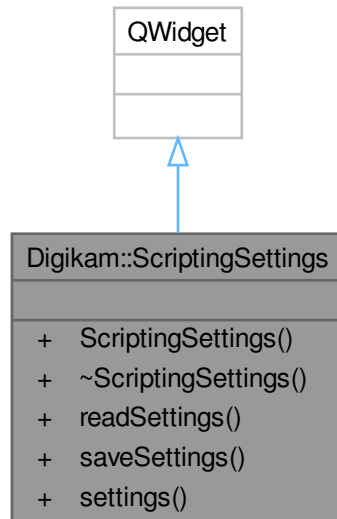 QWidget
Digikam::ScriptingSettings
+ ScriptingSettings()
+ ~ScriptingSettings()
+ readSettings()
+ saveSettings()
+ settings()